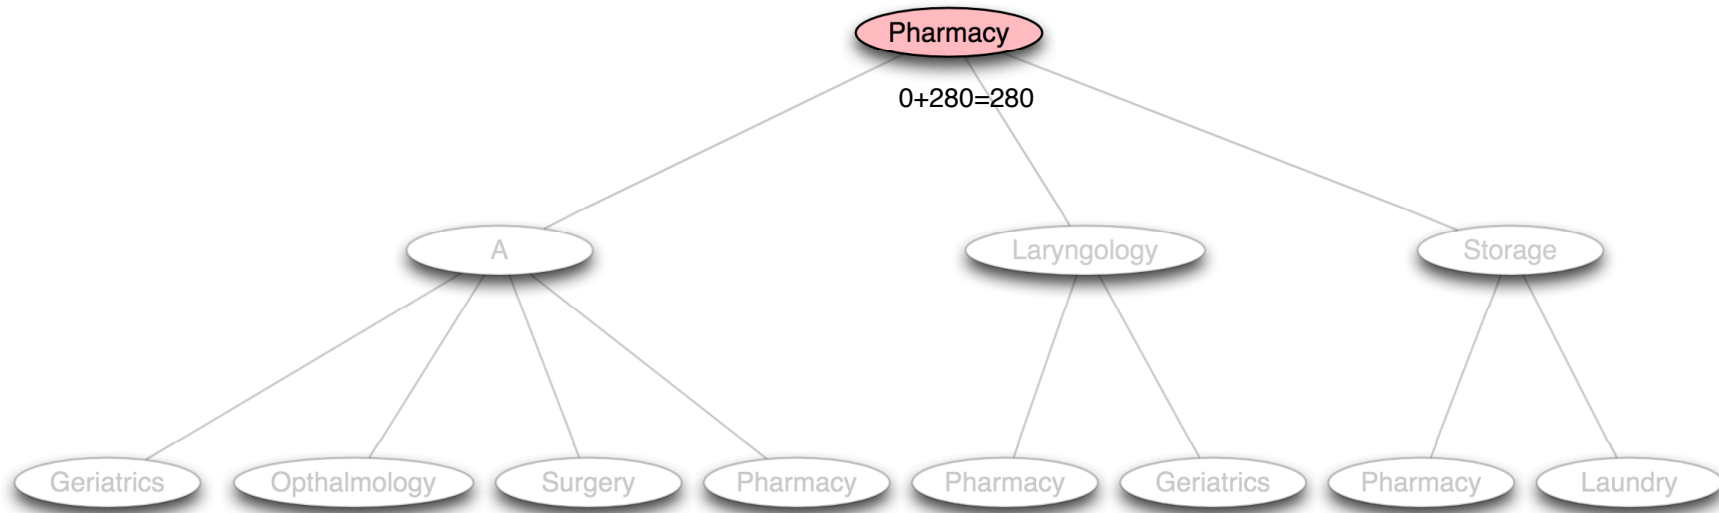 Pharmacy
0+280=280
A
Laryngology
Storage
Geriatrics
Opthalmology
Surgery
Pharmacy
Pharmacy
Geriatrics
Pharmacy
Laundry